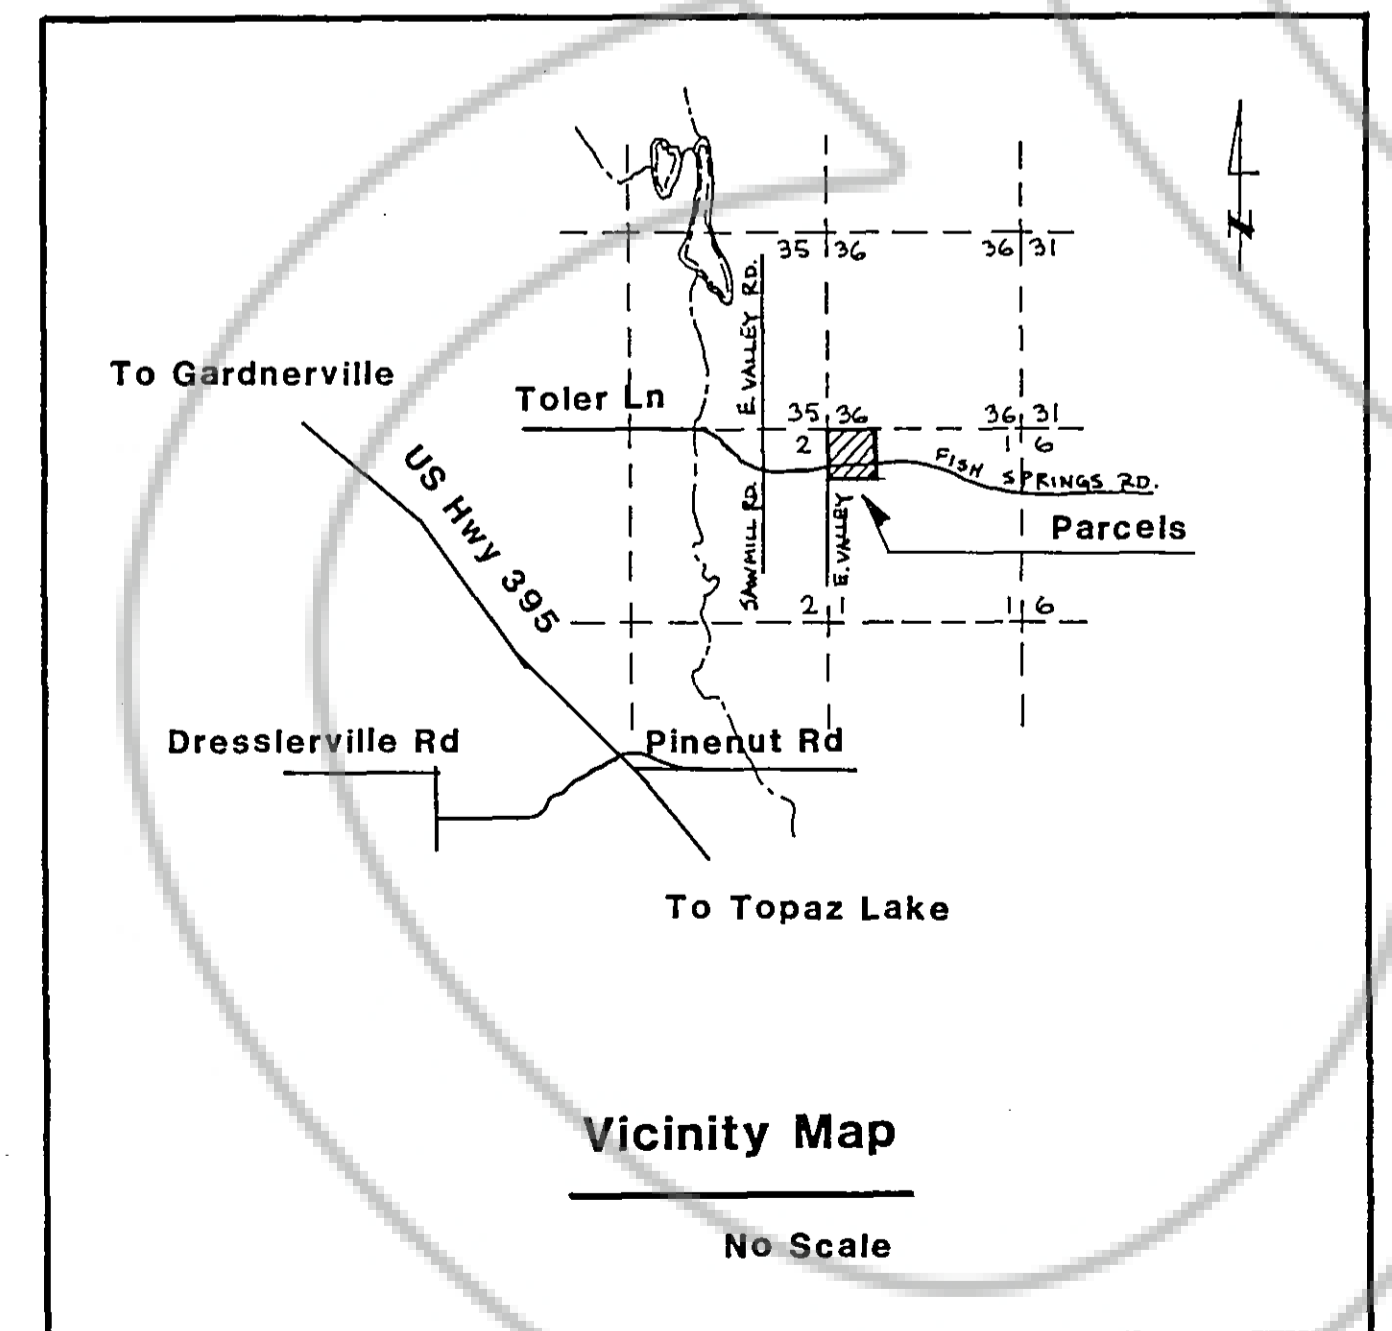 N
35 36 36 31
E. VALLEY RD.
To Gardnerville
Toler Ln
35 36 36 31
2 1 6
US Hwy 395
FISH SPRINGS RD.
SAWMILL RD.
E. VALLEY
Parcels
2 1 1 6
Dresslerville Rd
Pinenut Rd
To Topaz Lake
Vicinity Map
No Scale